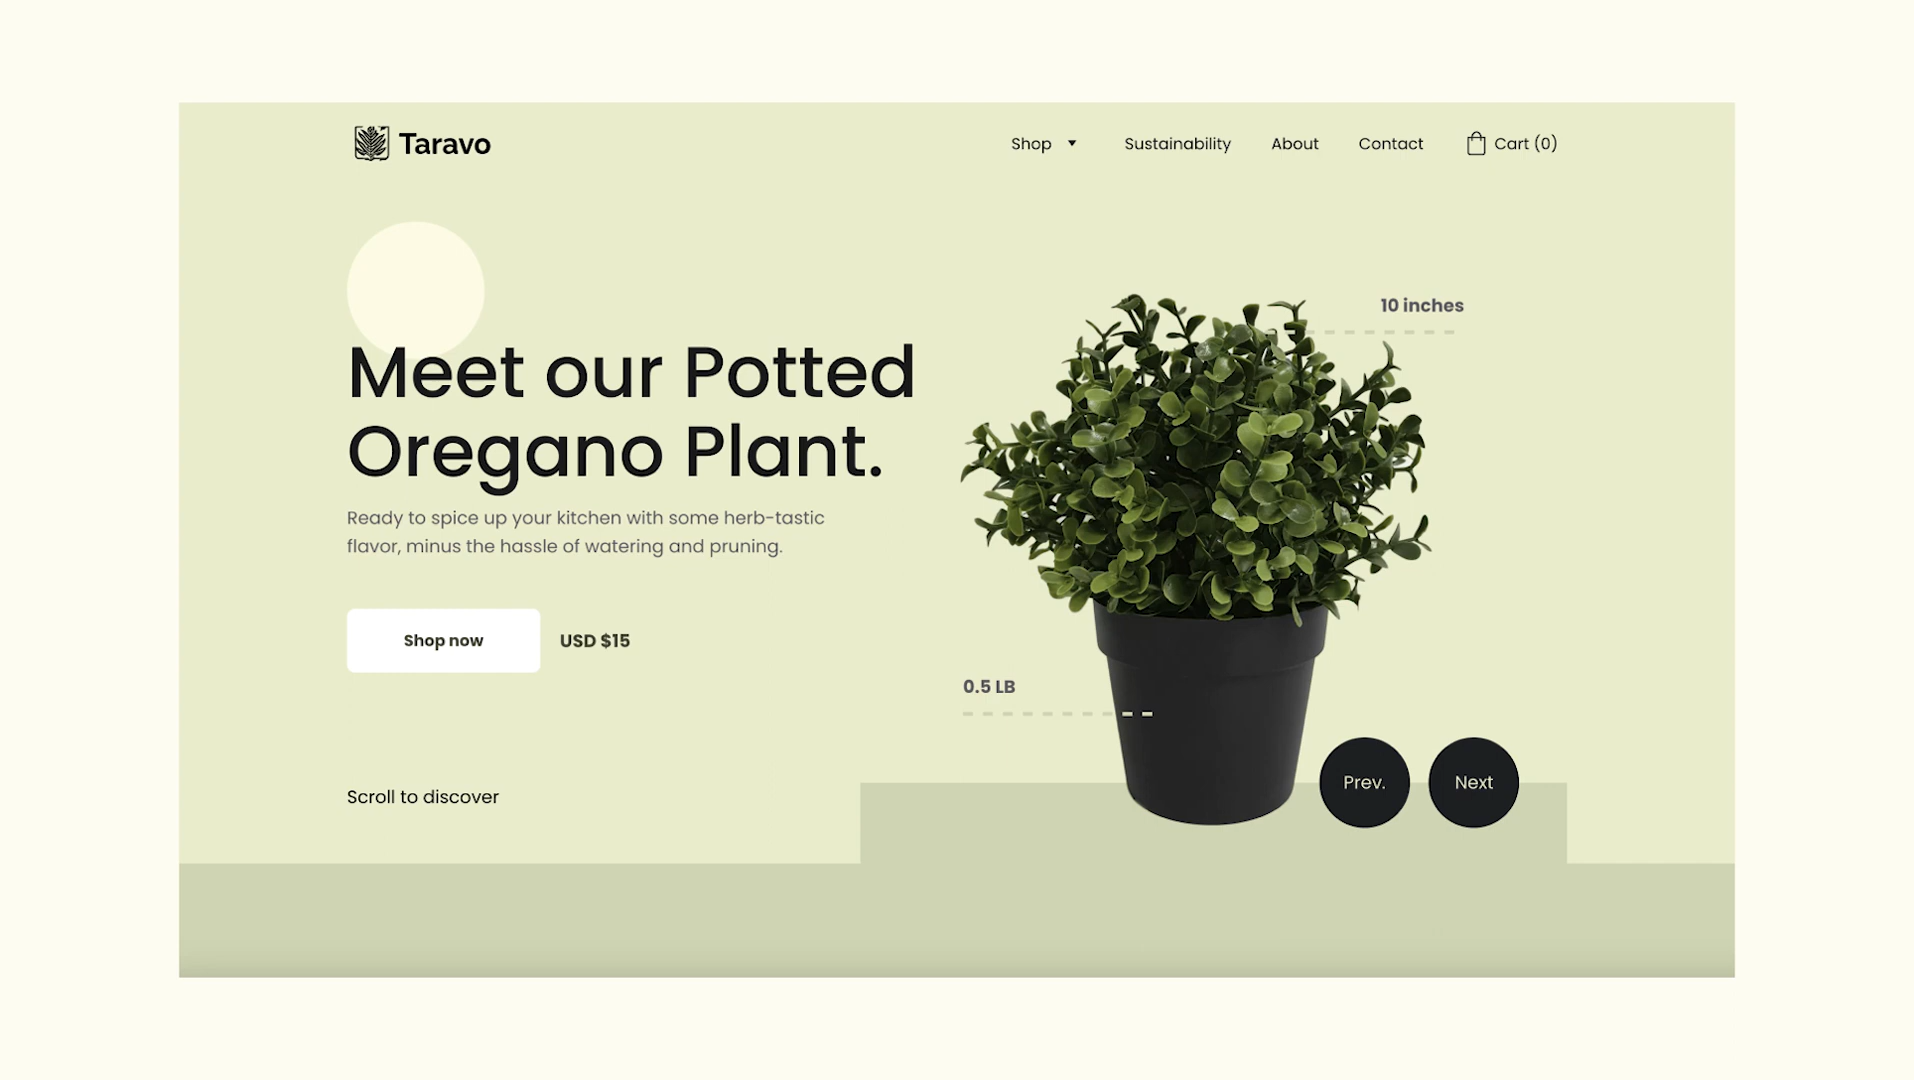 Taravo
Shop
Sustainability
About
Contact
Cart (0)
Meet our Potted
Oregano Plant.
Ready to spice up your kitchen with some herb-tastic
flavor, minus the hassle of watering and pruning.
Shop now
USD $15
10 inches
0.5 LB
Scroll to discover
Prev.
Next